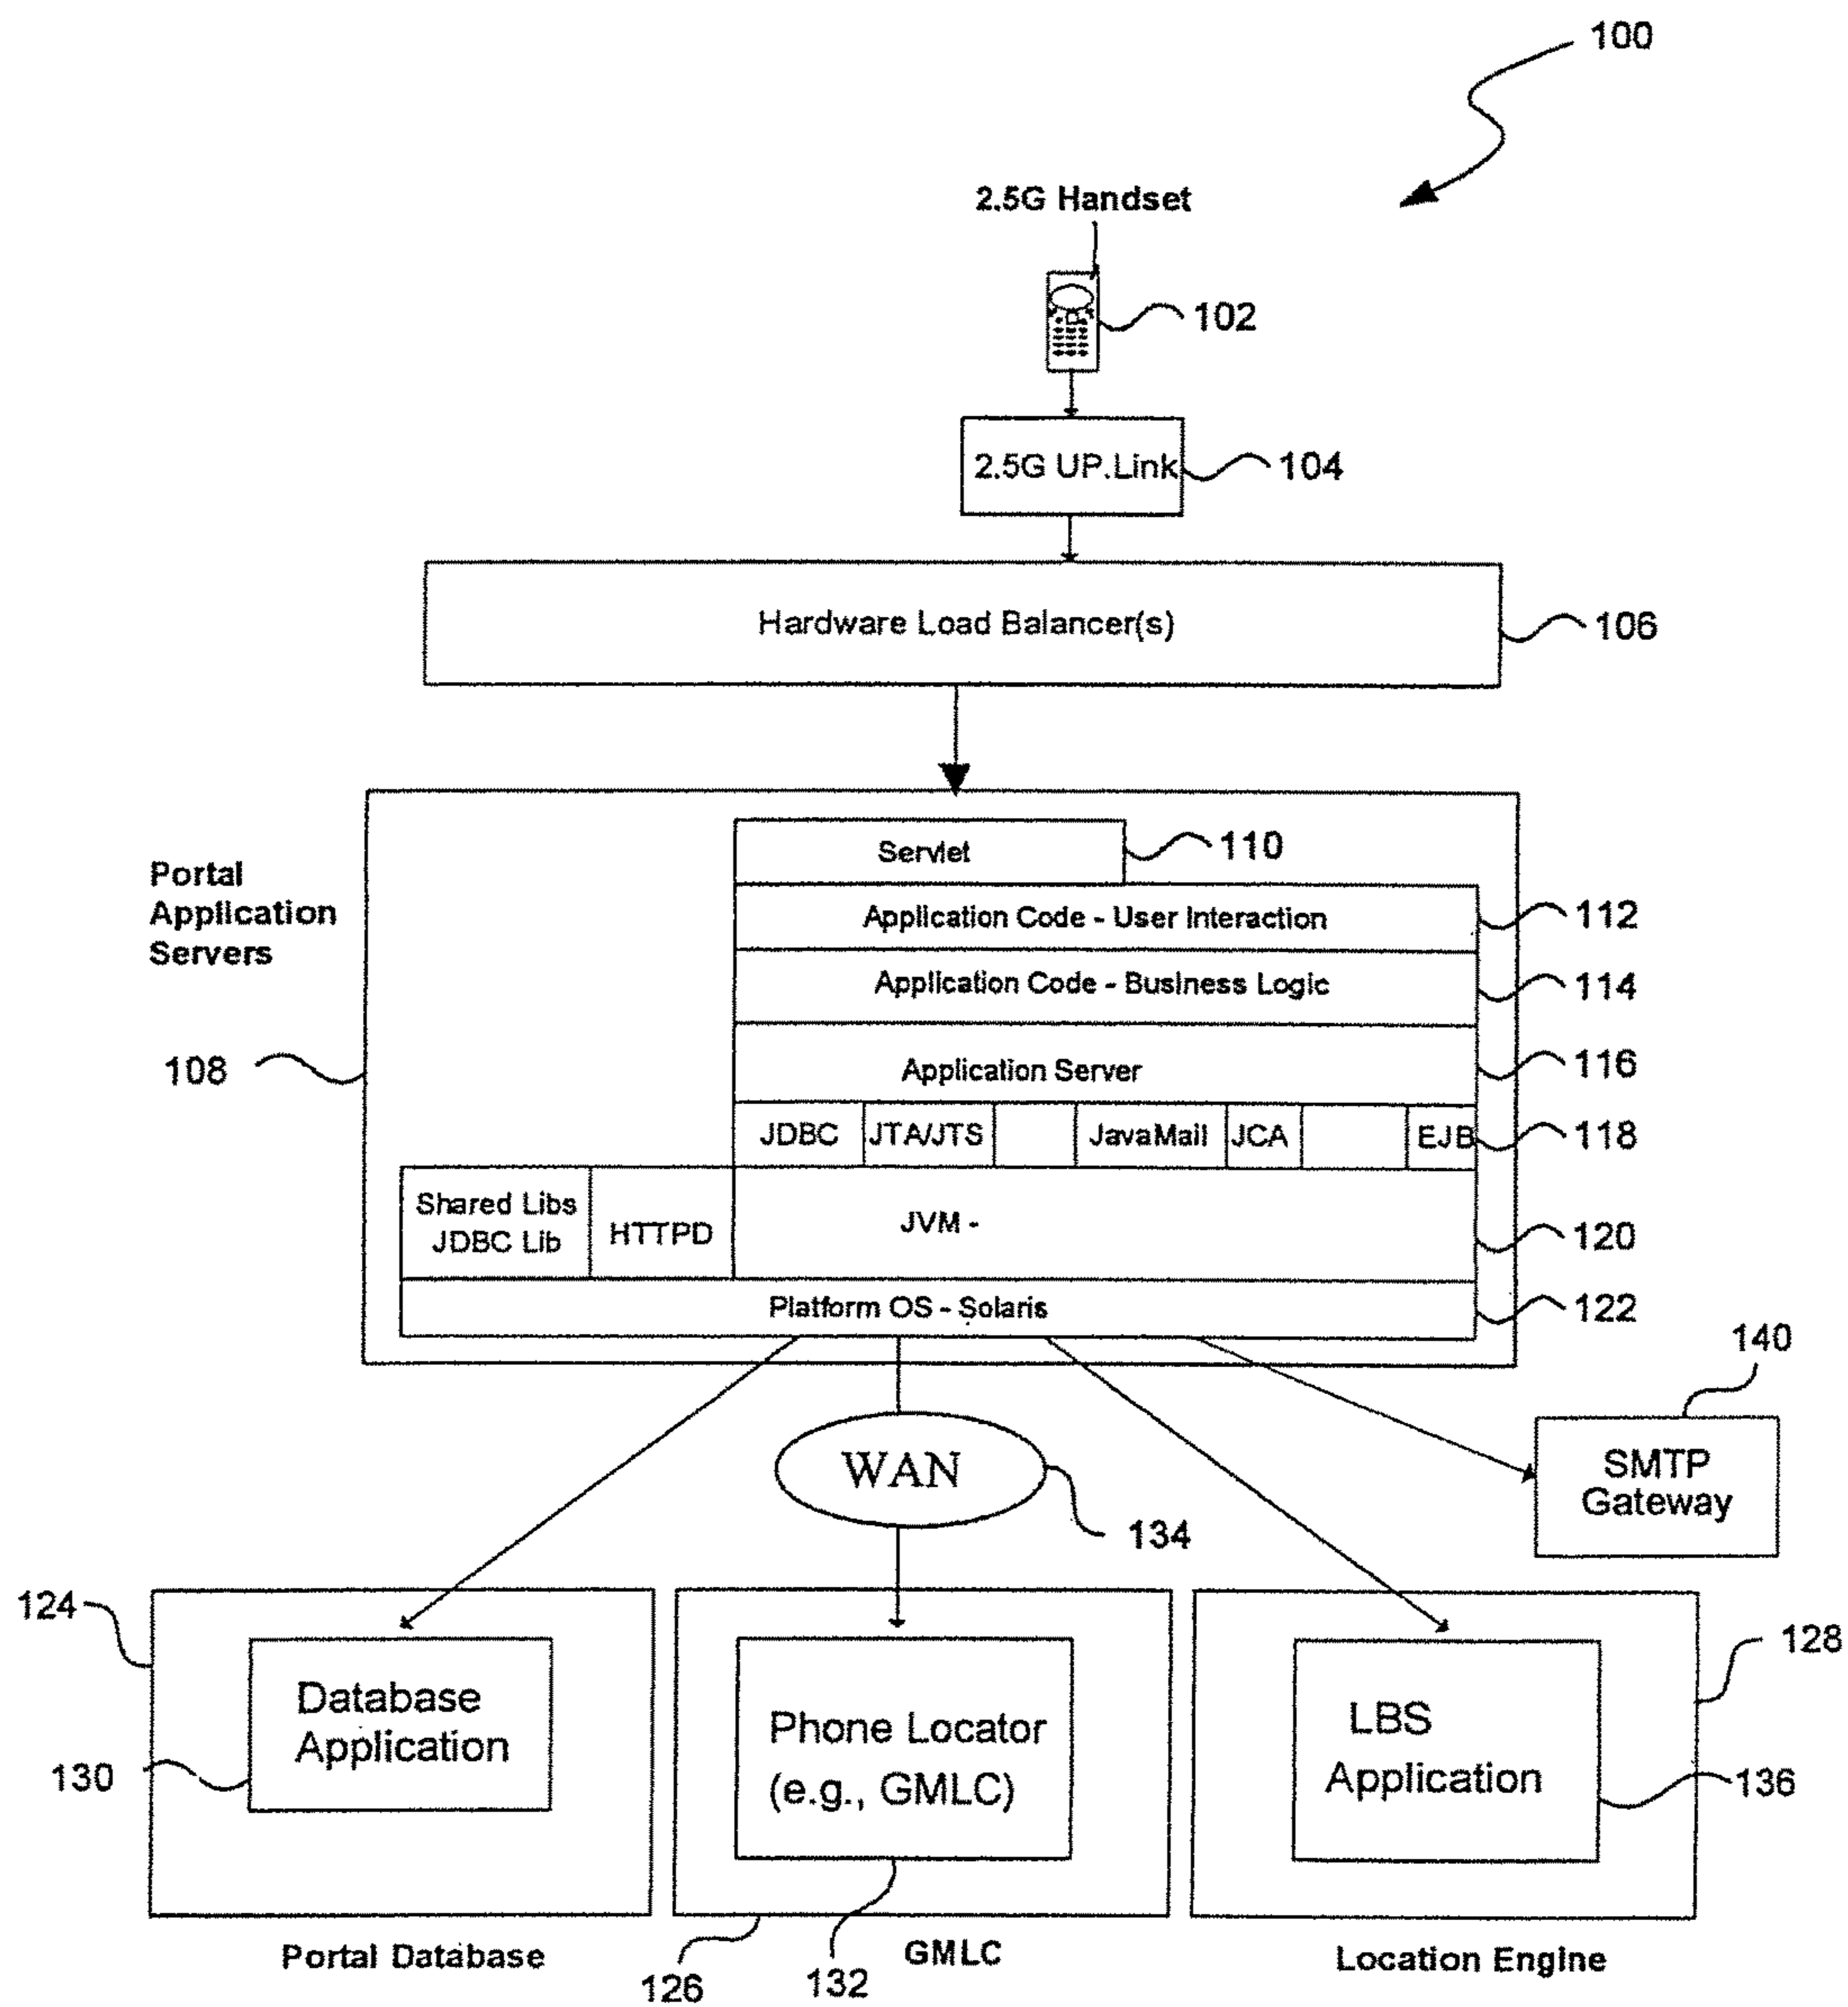 100
2.5G Handset
102
2.5G UP.Link
104
Hardware Load Balancer(s)
106
Portal
Application
Servers
108
Servlet
110
Application Code - User Interaction
112
Application Code - Business Logic
114
Application Server
116
JDBC
JTA/JTS
JavaMail
JCA
EJB
118
Shared Libs
JDBC Lib
HTTPD
JVM -
120
Platform OS - Solaris
122
140
SMTP
Gateway
WAN
134
124
Database
Application
130
Phone Locator
(e.g., GMLC)
128
LBS
Application
136
Portal Database
126
132
GMLC
Location Engine